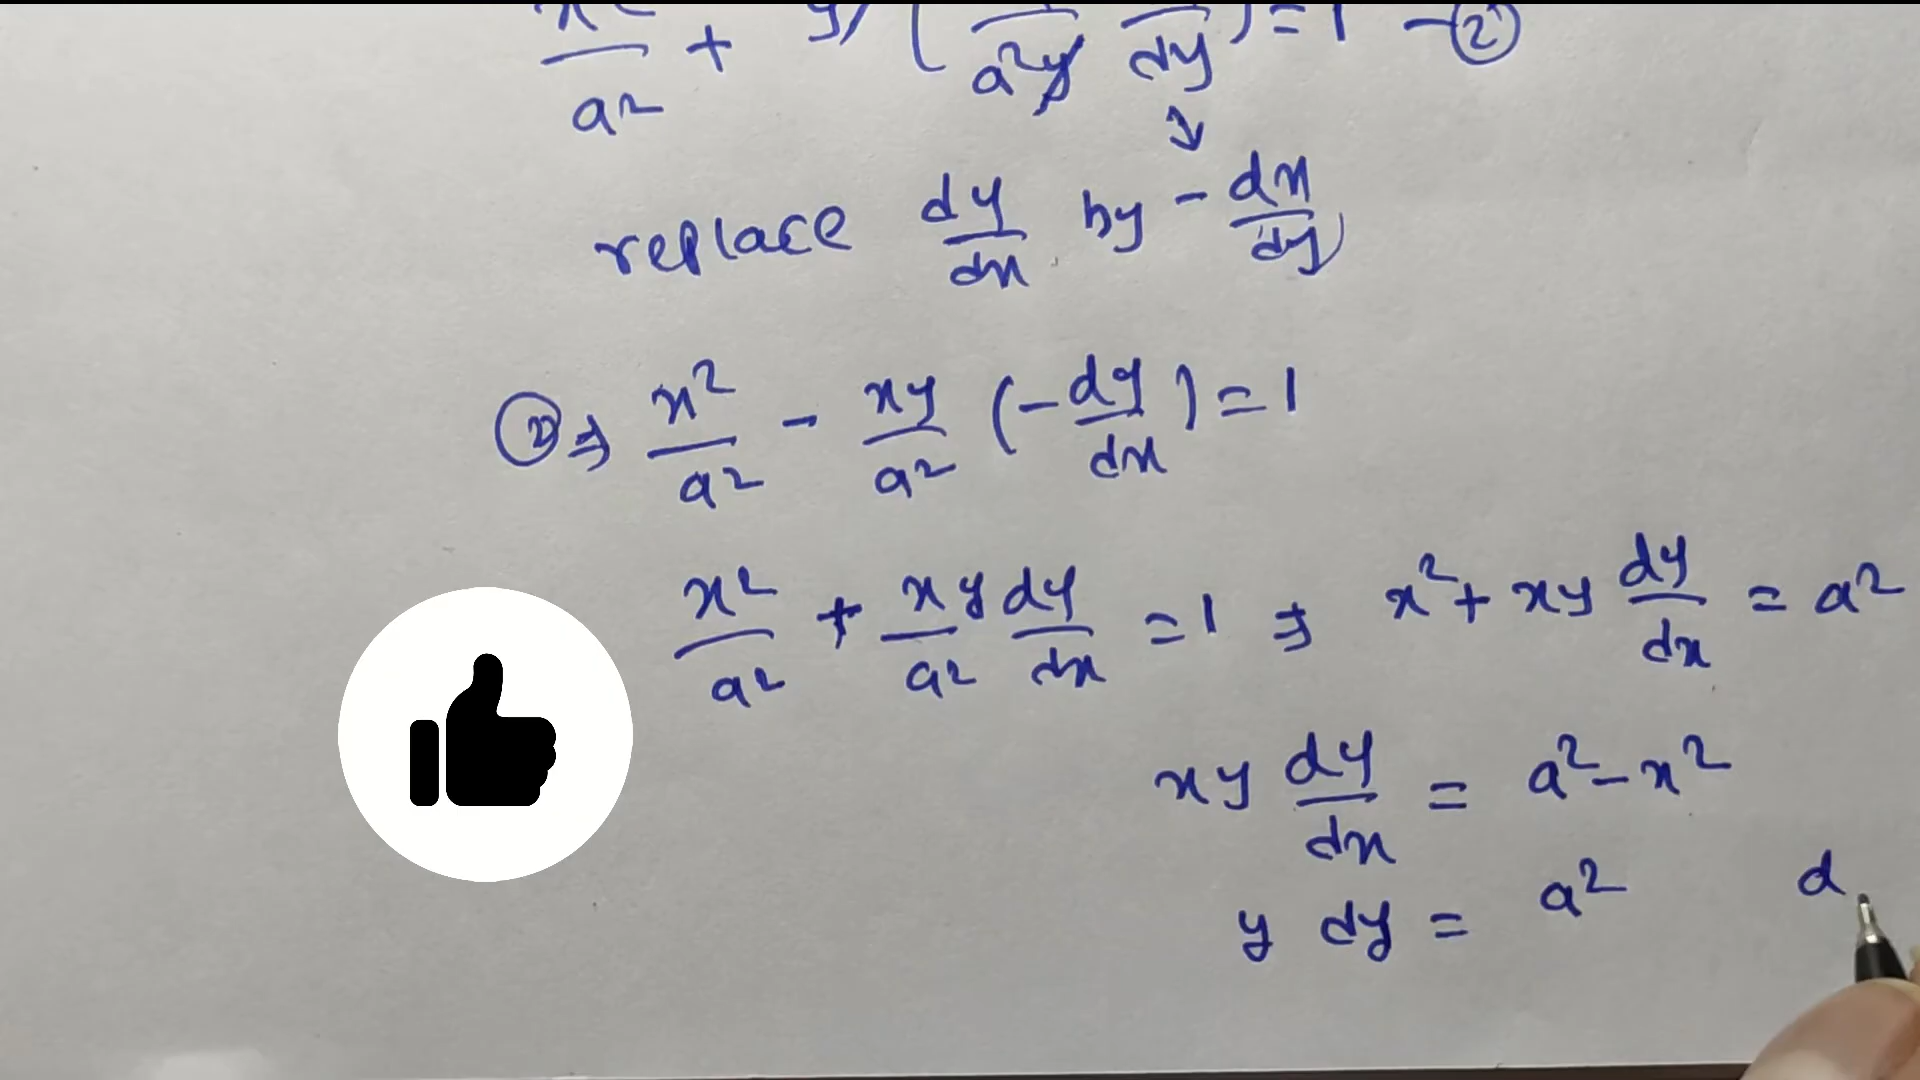 x²/a² + y² ( /a²y dy) = 1 — ②
replace dy/dx by - dx/dy
② ⇒ x²/a² - xy/a² (-dy/dx) = 1
x²/a² + xy/a² dy/dx = 1 ⇒ x² + xy dy/dx = a²
xy dy/dx = a² - x²
y dy = a² d